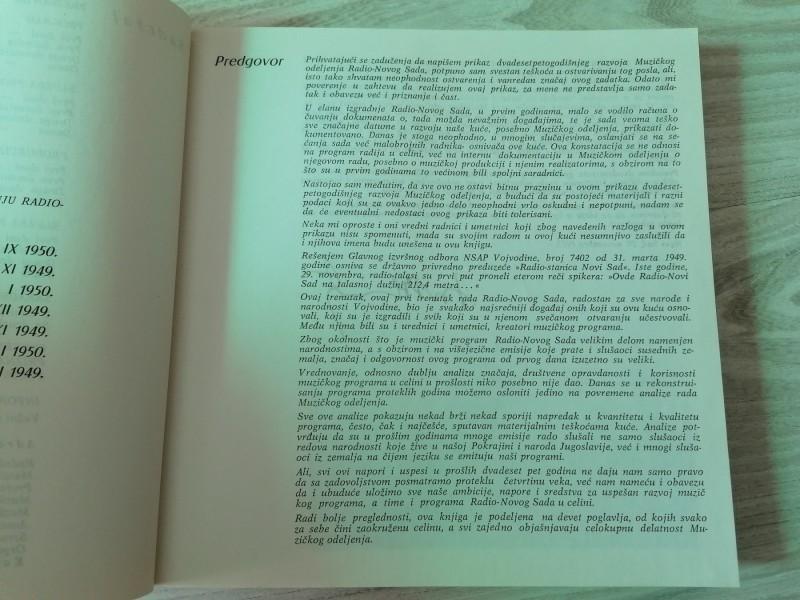 NJU RADIO-
IX 1950.
XI 1949.
I 1950.
XII 1949.
XI 1949.
I 1950.
I 1949.
Predgovor
Prihvatajući se zaduženja da napišem prikaz dvadesetpetogodišnjeg razvoja Muzičkog
odeljenja Radio-Novog Sada, potpuno sam svestan teškoća u ostvarivanju tog posla, ali,
isto tako shvatam neophodnost ostvarenja i vanredan značaj ovog zadatka. Odato mi
poverenje u zahtevu da realizujem ovaj prikaz, za mene ne predstavlja samo zada-
tak i obavezu već i priznanje i čast.
U elanu izgradnje Radio-Novog Sada, u prvim godinama, malo se vodilo računa o
čuvanju dokumenata o, tada možda nevažnim događajima, te je sada veoma teško
sve značajne datume u razvoju naše kuće, posebno Muzičkog odeljenja, prikazati do-
kumentovano. Danas je stoga neophodno, u mnogim slučajevima, oslanjati se na se-
ćanja sada već malobrojnih radnika- osnivača ove kuće. Ova konstatacija se ne odnosi
na program radija u celini, već na internu dokumentaciju u Muzičkom odeljenju o
njegovom radu, posebno o muzičkoj produkciji i njenim realizatorima, s obzirom na to
što su u prvim godinama to većinom bili spoljni saradnici.
Nastojao sam međutim, da sve ovo ne ostavi bitnu prazninu u ovom prikazu dvadeset-
petogodišnjeg razvoja Muzičkog odeljenja, a budući da su postojeći materijali i razni
podaci koji su za ovakvo jedno delo neophodni vrlo oskudni i nepotpuni, nadam se
da će eventualni nedostaci ovog prikaza biti tolerisani.
Neka mi oproste i oni vredni radnici i umetnici koji zbog navedenih razloga u ovom
prikazu nisu spomenuti, mada su svojim radom u ovoj kući nesumnjivo zaslužili da
i njihova imena budu unešena u ovu knjigu.
Rešenjem Glavnog izvršnog odbora NSAP Vojvodine, broj 7402 od 31. marta 1949.
godine osniva se državno privredno preduzeće »Radio-stanica Novi Sad«. Iste godine,
29. novembra, radio-talasi su prvi put proneli eterom reči spikera: »Ovde Radio-Novi
Sad na talasnoj dužini 212,4 metra . . . «
Ovaj trenutak, ovaj prvi trenutak rada Radio-Novog Sada, radostan za sve narode i
narodnosti Vojvodine, bio je svakako najsrećniji događaj onih koji su ovu kuću osno-
vali, koji su je izgradili i svih koji su u njenom svečanom otvaranju učestvovali.
Među njima bili su i urednici i umetnici, kreatori muzičkog programa.
Zbog okolnosti što je muzički program Radio-Novog Sada velikim delom namenjen
narodnostima, a s obzirom i na višejezične emisije koje prate i slušaoci susednih ze-
malja, značaj i odgovornost ovog programa od prvog dana izuzetno su veliki.
Vrednovanje, odnosno dublju analizu značaja, društvene opravdanosti i korisnosti
muzičkog programa u celini u prošlosti niko posebno nije dao. Danas se u rekonstrui-
sanju programa proteklih godina možemo osloniti jedino na povremene analize rada
Muzičkog odeljenja.
Sve ove analize pokazuju nekad brži nekad sporiji napredak u kvantitetu i kvalitetu
programa, često, čak i najčešće, sputavan materijalnim teškoćama kuće. Analize pot-
vrđuju da su u prošlim godinama mnoge emisije rado slušali ne samo slušaoci iz
redova narodnosti koje žive u našoj Pokrajini i naroda Jugoslavije, već i mnogi sluša-
oci iz zemalja na čijem jeziku se emituju naši programi.
Ali, svi ovi napori i uspesi u prošlih dvadeset pet godina ne daju nam samo pravo
da sa zadovoljstvom posmatramo proteklu četvrtinu veka, već nam nameću i obavezu
da i ubuduće uložimo sve naše ambicije, napore i sredstva za uspešan razvoj muzič
kog programa, a time i programa Radio-Novog Sada u celini.
Radi bolje preglednosti, ova knjiga je podeljena na devet poglavlja, od kojih svako
za sebe čini zaokruženu celinu, a svi zajedno objašnjavaju celokupnu delatnost Mu-
zičkog odeljenja.